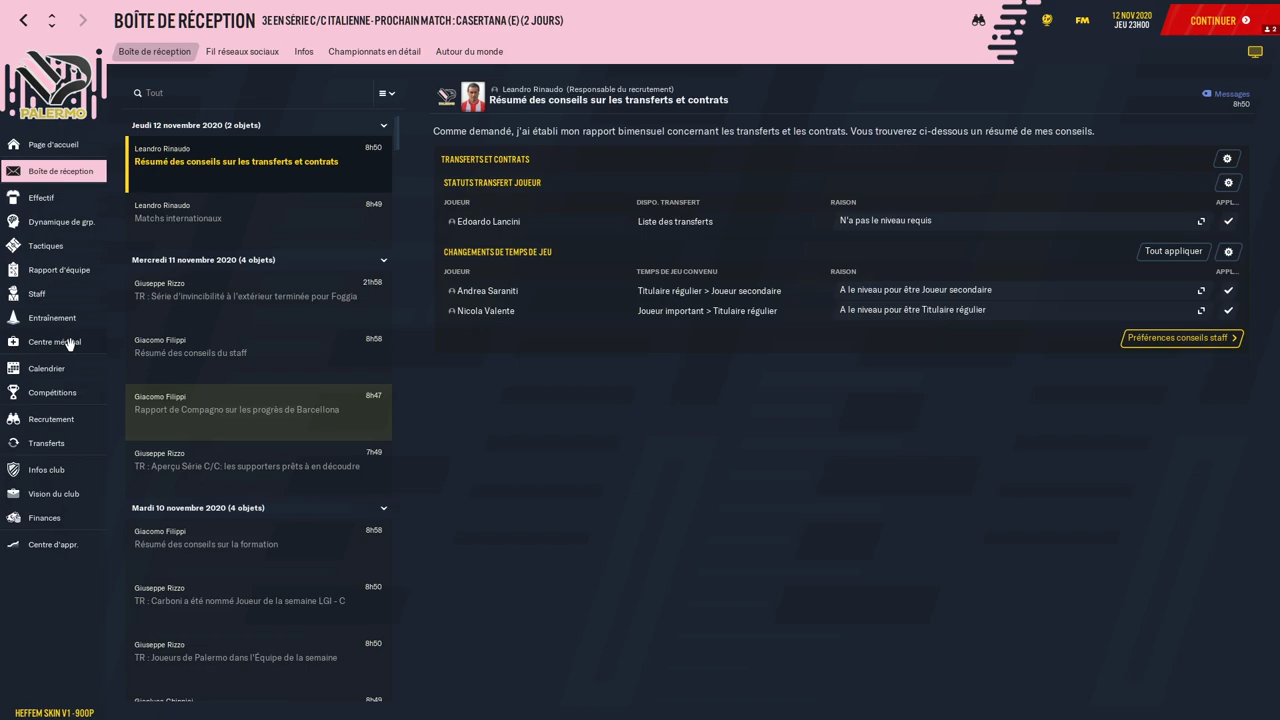 BOÎTE DE RÉCEPTION 3E EN SÉRIE C/C ITALIENNE - PROCHAIN MATCH : CASERTANA (E) (2 JOURS)
FM
12 NOV 2020
JEU 23H00
CONTINUER
2
Boîte de réception Fil réseaux sociaux Infos Championnats en détail Autour du monde
PALERMO
Page d'accueil
Boîte de réception
Effectif
Dynamique de grp.
Tactiques
Rapport d'équipe
Staff
Entraînement
Centre médical
Calendrier
Compétitions
Recrutement
Transferts
Infos club
Vision du club
Finances
Centre d'appr.
HEFFEM SKIN V1 - 900P
Tout
Jeudi 12 novembre 2020 (2 objets)
Leandro Rinaudo 8h50
Résumé des conseils sur les transferts et contrats
Leandro Rinaudo 8h49
Matchs internationaux
Mercredi 11 novembre 2020 (4 objets)
Giuseppe Rizzo 21h58
TR : Série d'invincibilité à l'extérieur terminée pour Foggia
Giacomo Filippi 8h58
Résumé des conseils du staff
Giacomo Filippi 8h47
Rapport de Compagno sur les progrès de Barcellona
Giuseppe Rizzo 7h49
TR : Aperçu Série C/C: les supporters prêts à en découdre
Mardi 10 novembre 2020 (4 objets)
Giacomo Filippi 8h58
Résumé des conseils sur la formation
Giuseppe Rizzo 8h50
TR : Carboni a été nommé Joueur de la semaine LGI - C
Giuseppe Rizzo 8h50
TR : Joueurs de Palermo dans l'Équipe de la semaine
8h49
Leandro Rinaudo (Responsable du recrutement)
Résumé des conseils sur les transferts et contrats
Messages
8h50
Comme demandé, j'ai établi mon rapport bimensuel concernant les transferts et les contrats. Vous trouverez ci-dessous un résumé de mes conseils.
TRANSFERTS ET CONTRATS
STATUTS TRANSFERT JOUEUR
JOUEUR DISPO. TRANSFERT RAISON APPL...
Edoardo Lancini Liste des transferts N'a pas le niveau requis
CHANGEMENTS DE TEMPS DE JEU Tout appliquer
JOUEUR TEMPS DE JEU CONVENU RAISON APPL...
Andrea Saraniti Titulaire régulier > Joueur secondaire A le niveau pour être Joueur secondaire
Nicola Valente Joueur important > Titulaire régulier A le niveau pour être Titulaire régulier
Préférences conseils staff